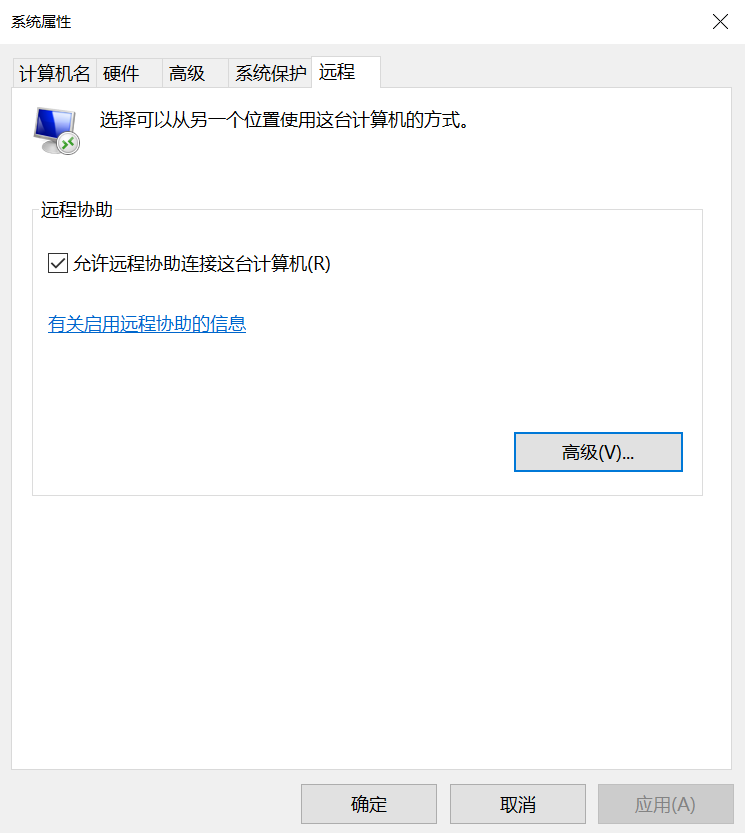 系统属性
计算机名 硬件 高级 系统保护 远程
选择可以从另一个位置使用这台计算机的方式。
远程协助
允许远程协助连接这台计算机(R)
有关启用远程协助的信息
高级(V)...
确定 取消 应用(A)